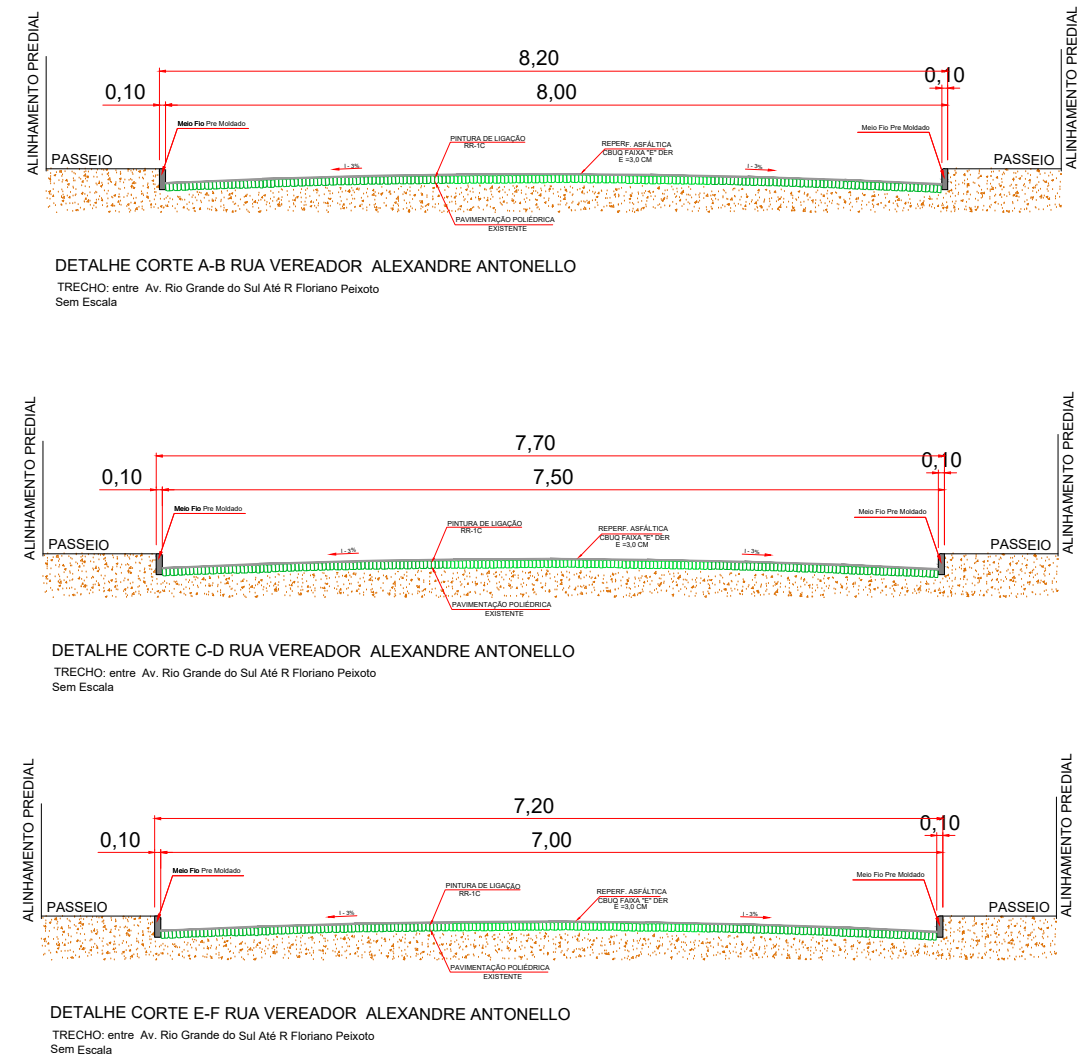 ALINHAMENTO PREDIAL
ALINHAMENTO PREDIAL
8,20
0,10
0,10
8,00
Meio Fio Pre Moldado
Meio Fio Pre Moldado
PINTURA DE LIGAÇÃO
RR-1C
REPERF. ASFÁLTICA
CBUQ FAIXA "E" DER
E =3,0 CM
PASSEIO
PASSEIO
I - 3%
I - 3%
PAVIMENTAÇÃO POLIÉDRICA
EXISTENTE
DETALHE CORTE A-B RUA VEREADOR ALEXANDRE ANTONELLO
TRECHO: entre Av. Rio Grande do Sul Até R Floriano Peixoto
Sem Escala
ALINHAMENTO PREDIAL
ALINHAMENTO PREDIAL
7,70
0,10
0,10
7,50
Meio Fio Pre Moldado
Meio Fio Pre Moldado
PINTURA DE LIGAÇÃO
RR-1C
REPERF. ASFÁLTICA
CBUQ FAIXA "E" DER
E =3,0 CM
PASSEIO
PASSEIO
I - 3%
I - 3%
PAVIMENTAÇÃO POLIÉDRICA
EXISTENTE
DETALHE CORTE C-D RUA VEREADOR ALEXANDRE ANTONELLO
TRECHO: entre Av. Rio Grande do Sul Até R Floriano Peixoto
Sem Escala
ALINHAMENTO PREDIAL
ALINHAMENTO PREDIAL
7,20
0,10
0,10
7,00
Meio Fio Pre Moldado
Meio Fio Pre Moldado
PINTURA DE LIGAÇÃO
RR-1C
REPERF. ASFÁLTICA
CBUQ FAIXA "E" DER
E =3,0 CM
PASSEIO
PASSEIO
I - 3%
I - 3%
PAVIMENTAÇÃO POLIÉDRICA
EXISTENTE
DETALHE CORTE E-F RUA VEREADOR ALEXANDRE ANTONELLO
TRECHO: entre Av. Rio Grande do Sul Até R Floriano Peixoto
Sem Escala